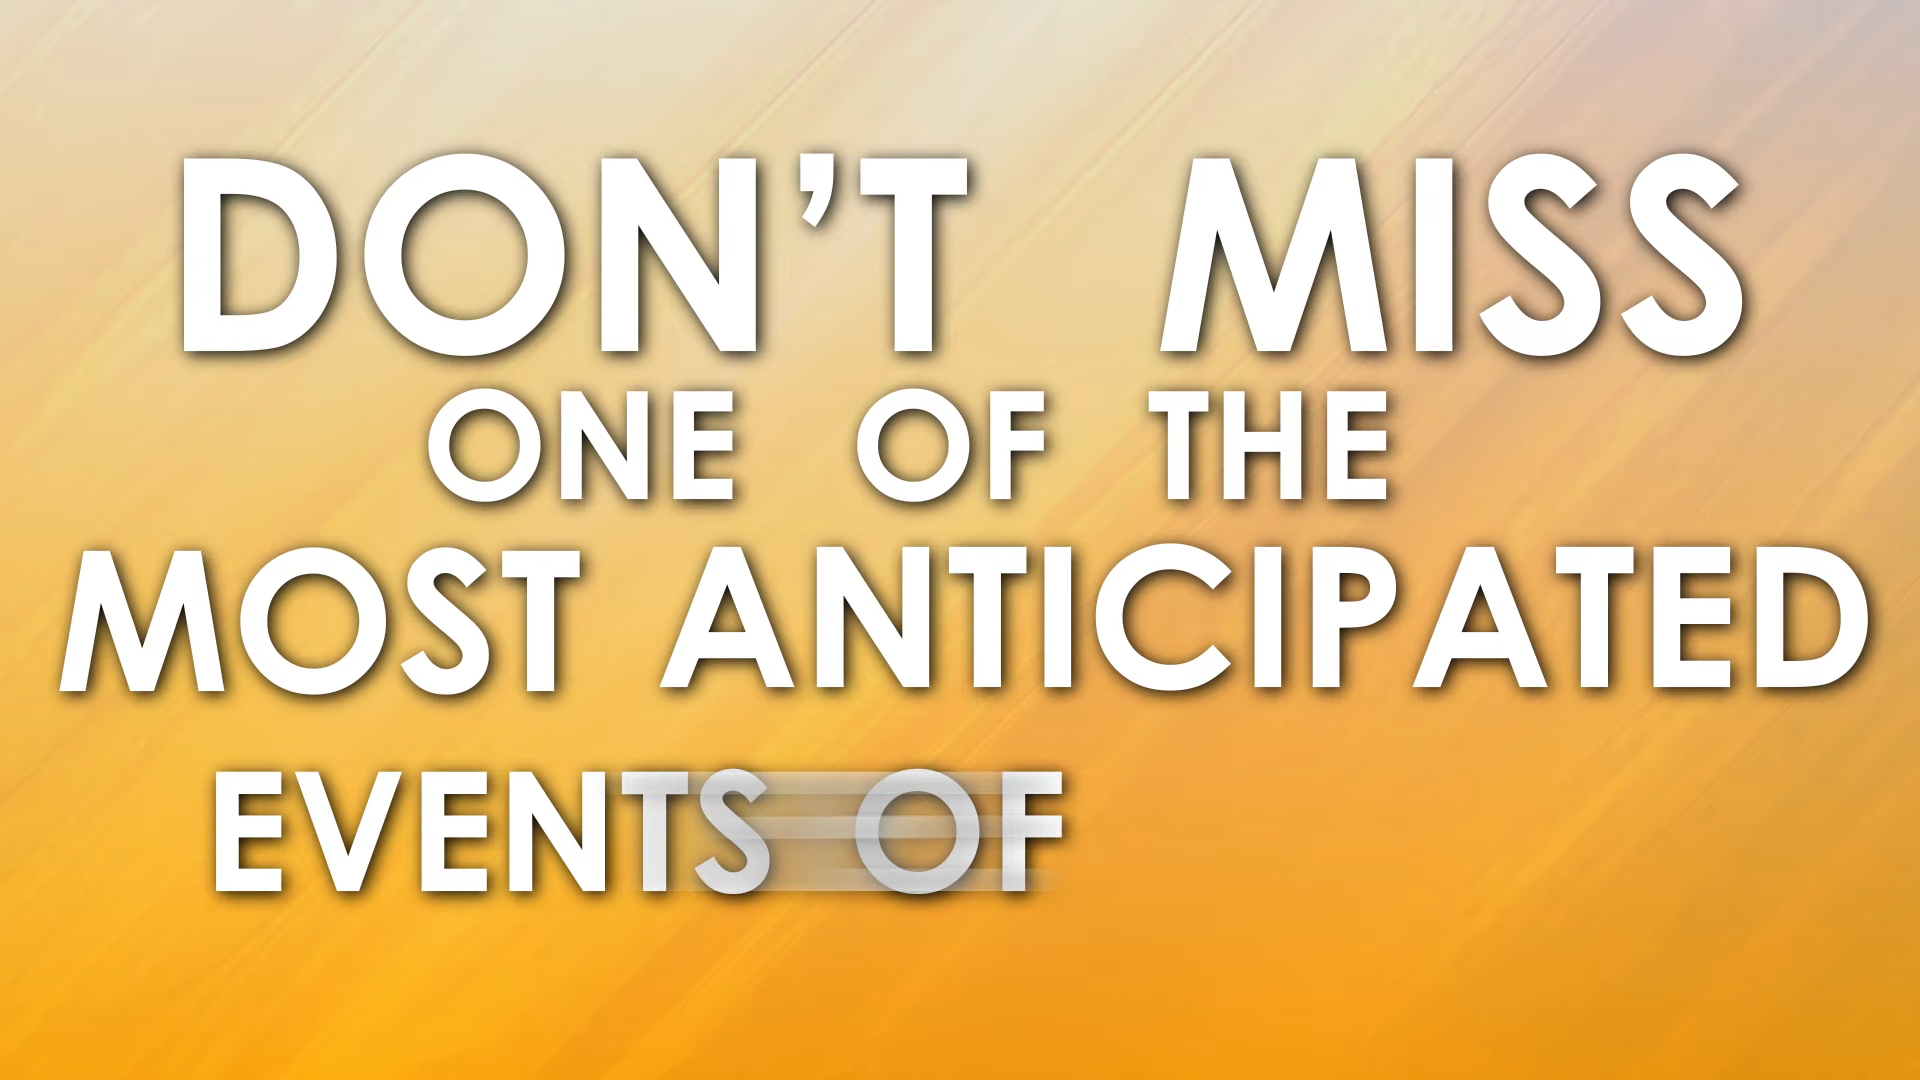 DON’T MISS
ONE OF THE
MOST ANTICIPATED
EVENTS OF